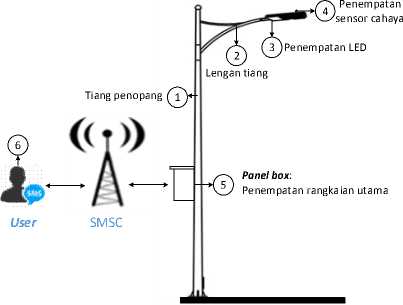 4 Penempatan
sensor cahaya
3 Penempatan LED
2
Lengan tiang
Tiang penopang 1
6
SMS
5 Panel box:
Penempatan rangkaian utama
User
SMSC